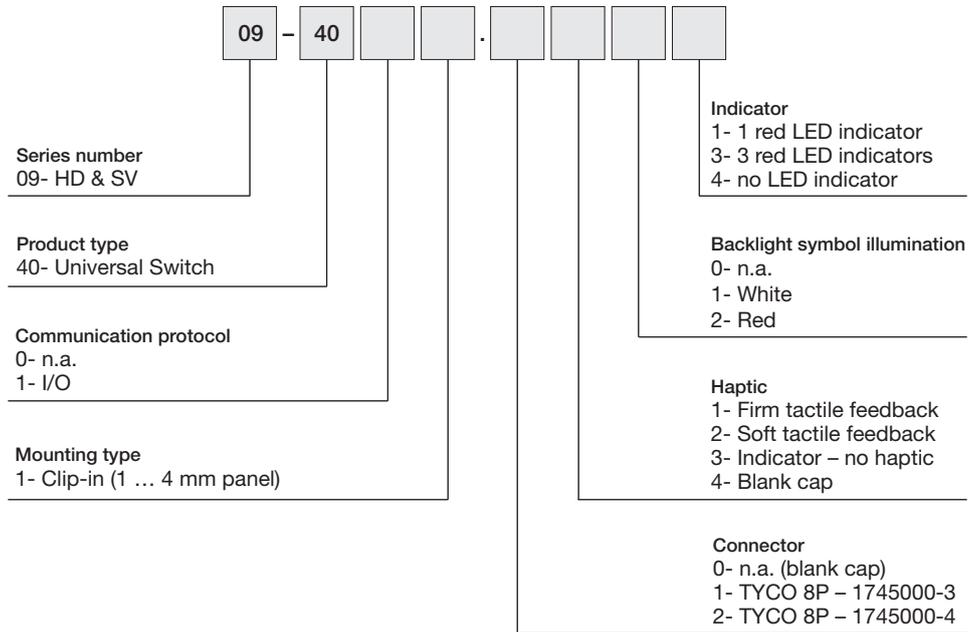 09 – 40 .
Series number
09- HD & SV
Product type
40- Universal Switch
Communication protocol
0- n.a.
1- I/O
Mounting type
1- Clip-in (1 … 4 mm panel)
Indicator
1- 1 red LED indicator
3- 3 red LED indicators
4- no LED indicator
Backlight symbol illumination
0- n.a.
1- White
2- Red
Haptic
1- Firm tactile feedback
2- Soft tactile feedback
3- Indicator – no haptic
4- Blank cap
Connector
0- n.a. (blank cap)
1- TYCO 8P – 1745000-3
2- TYCO 8P – 1745000-4